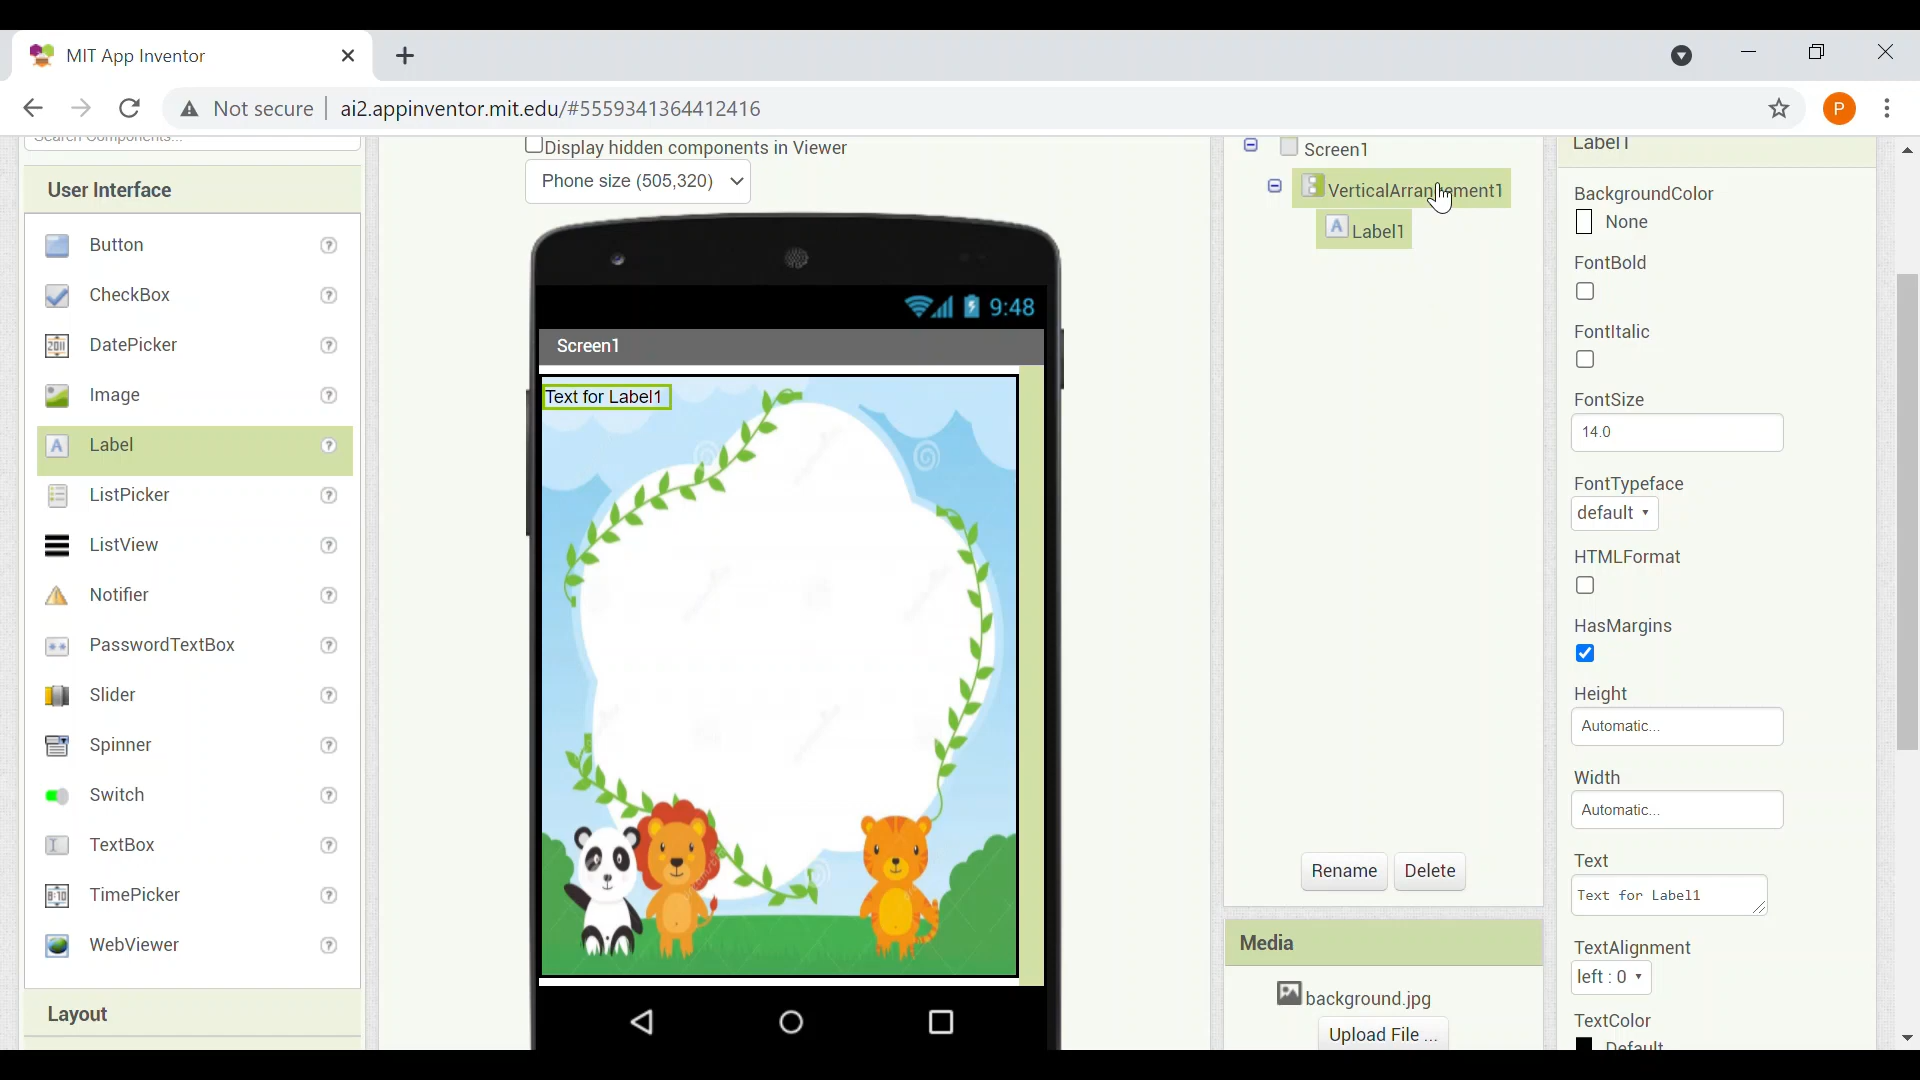 MIT App Inventor
Not secure
ai2.appinventor.mit.edu/#5559341364412416
P
Search Components...
User Interface
Button
CheckBox
DatePicker
Image
Label
ListPicker
ListView
Notifier
PasswordTextBox
Slider
Spinner
Switch
TextBox
TimePicker
WebViewer
Layout
Display hidden components in Viewer
Phone size (505,320)
9:48
Screen1
Text for Label1
Screen1
VerticalArrangement1
Label1
Rename
Delete
Media
background.jpg
Upload File ...
Label1
BackgroundColor
None
FontBold
FontItalic
FontSize
14.0
FontTypeface
default
HTMLFormat
HasMargins
Height
Automatic...
Width
Automatic...
Text
Text for Label1
TextAlignment
left : 0
TextColor
Default